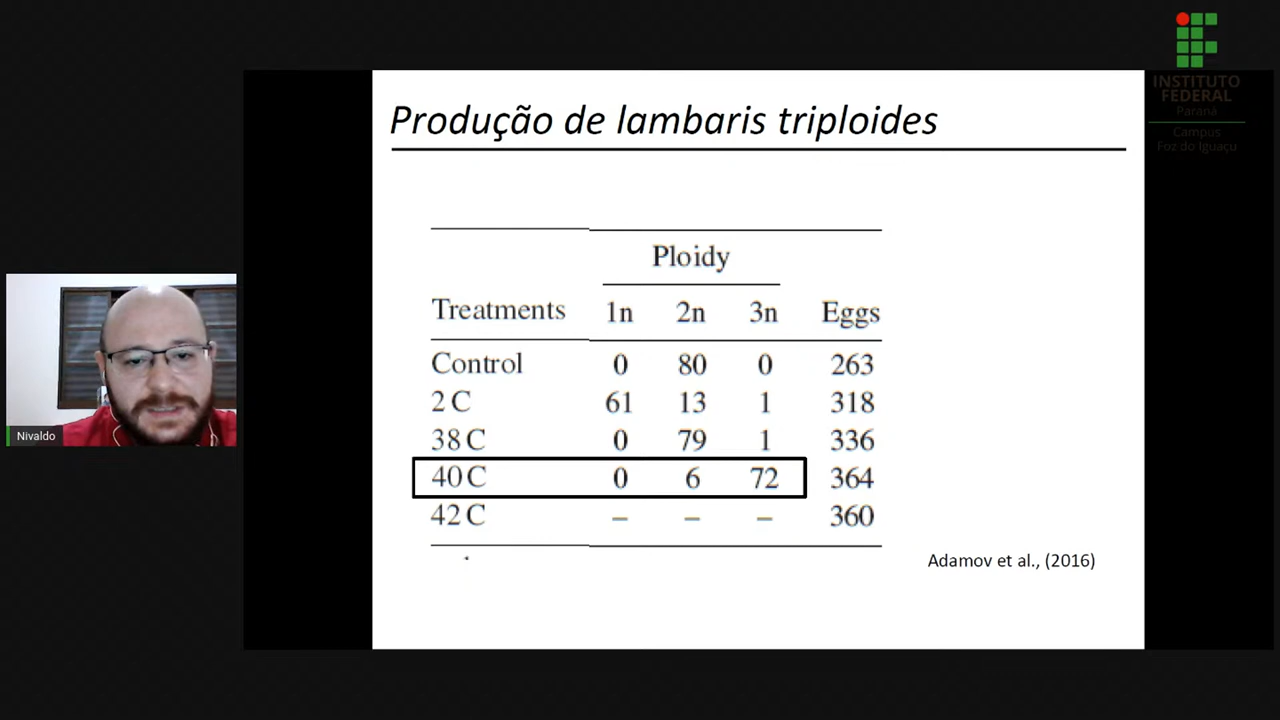 INSTITUTO
FEDERAL
Paraná
Campus
Foz do Iguaçu
Produção de lambaris triploides
Ploidy
Treatments 1n 2n 3n Eggs
Control 0 80 0 263
2 C 61 13 1 318
38 C 0 79 1 336
40 C 0 6 72 364
42 C – – – 360
Adamov et al., (2016)
Nivaldo